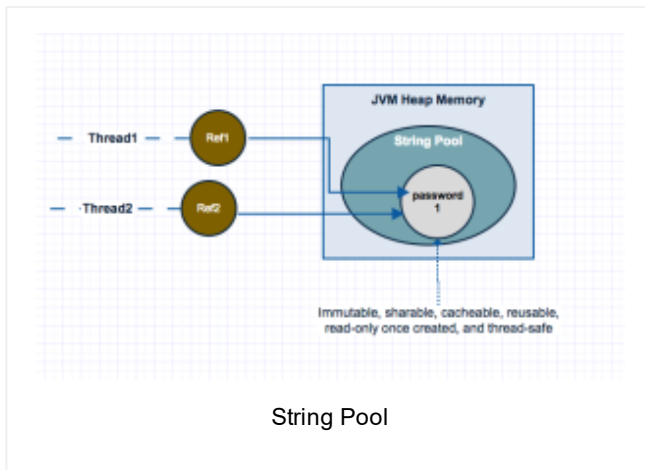 JVM Heap Memory
String Pool
Thread1
Ref1
password
1
Thread2
Ref2
Immutable, sharable, cacheable, reusable,
read-only once created, and thread-safe
String Pool